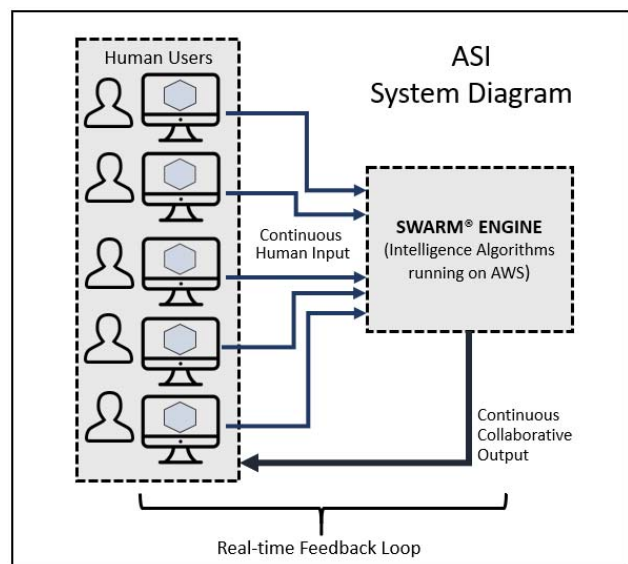 Human Users
ASI
System Diagram
Continuous
Human Input
SWARM® ENGINE
(Intelligence Algorithms
running on AWS)
Continuous
Collaborative
Output
Real-time Feedback Loop